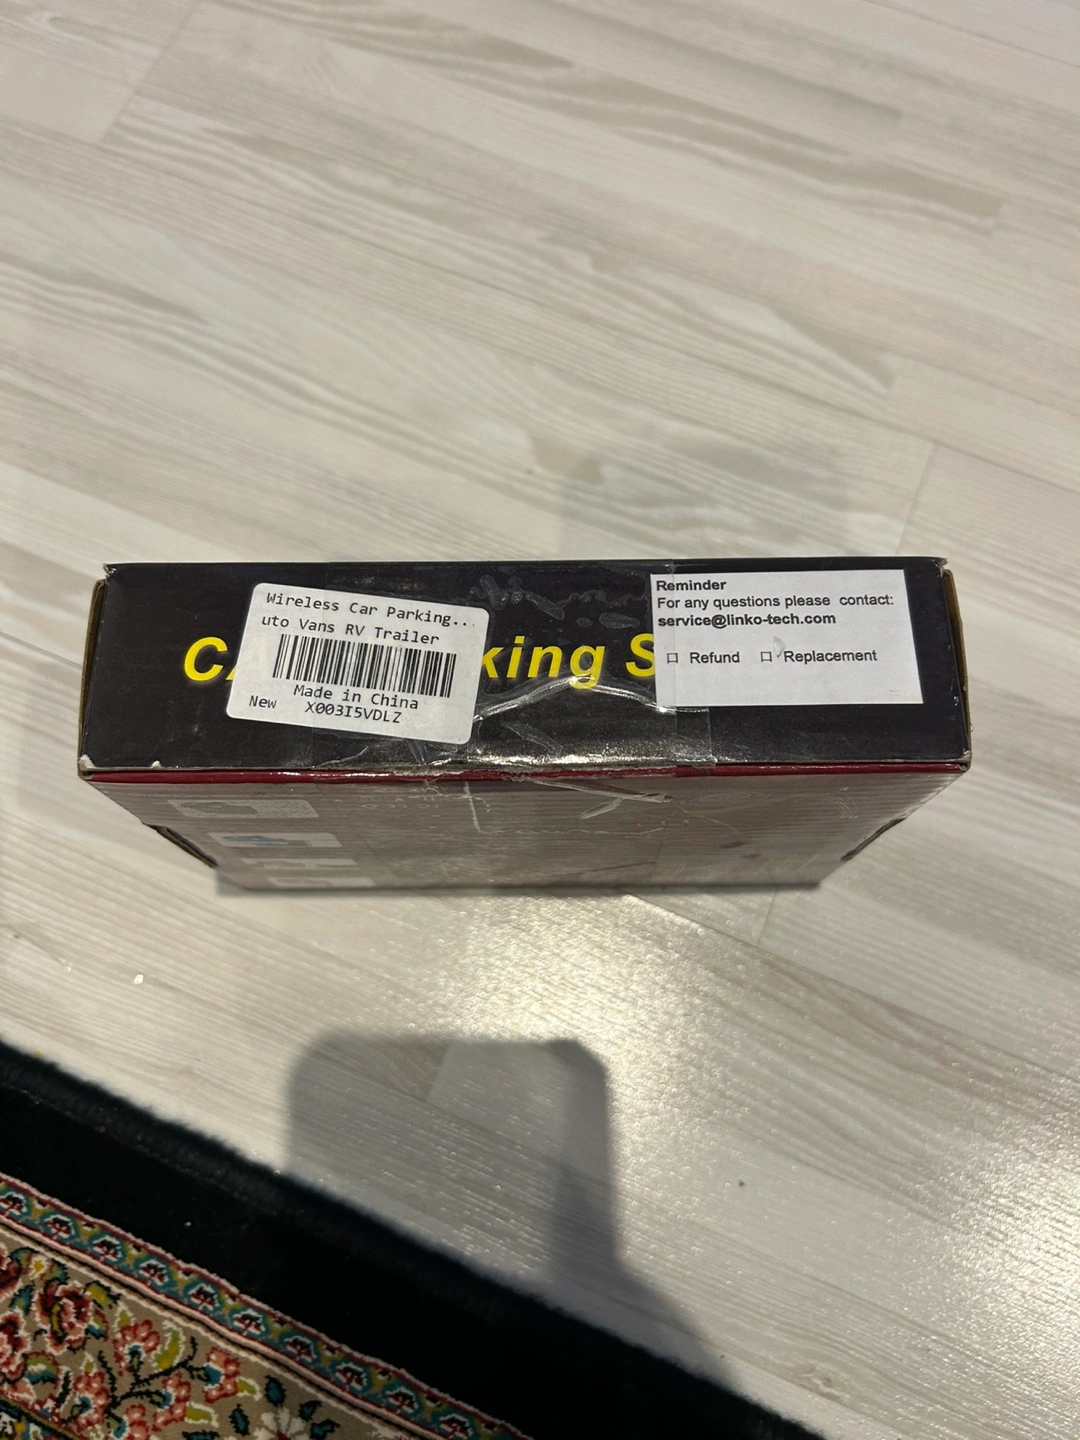 Wireless Car Parking...
uto Vans RV Trailer
Made in China
New X003I5VDLZ
king S
Reminder
For any questions please contact:
service@linko-tech.com
☐ Refund ☐ Replacement